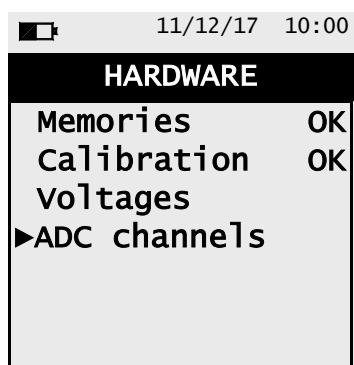 11/12/17 10:00
HARDWARE
Memories OK
Calibration OK
Voltages
►ADC channels